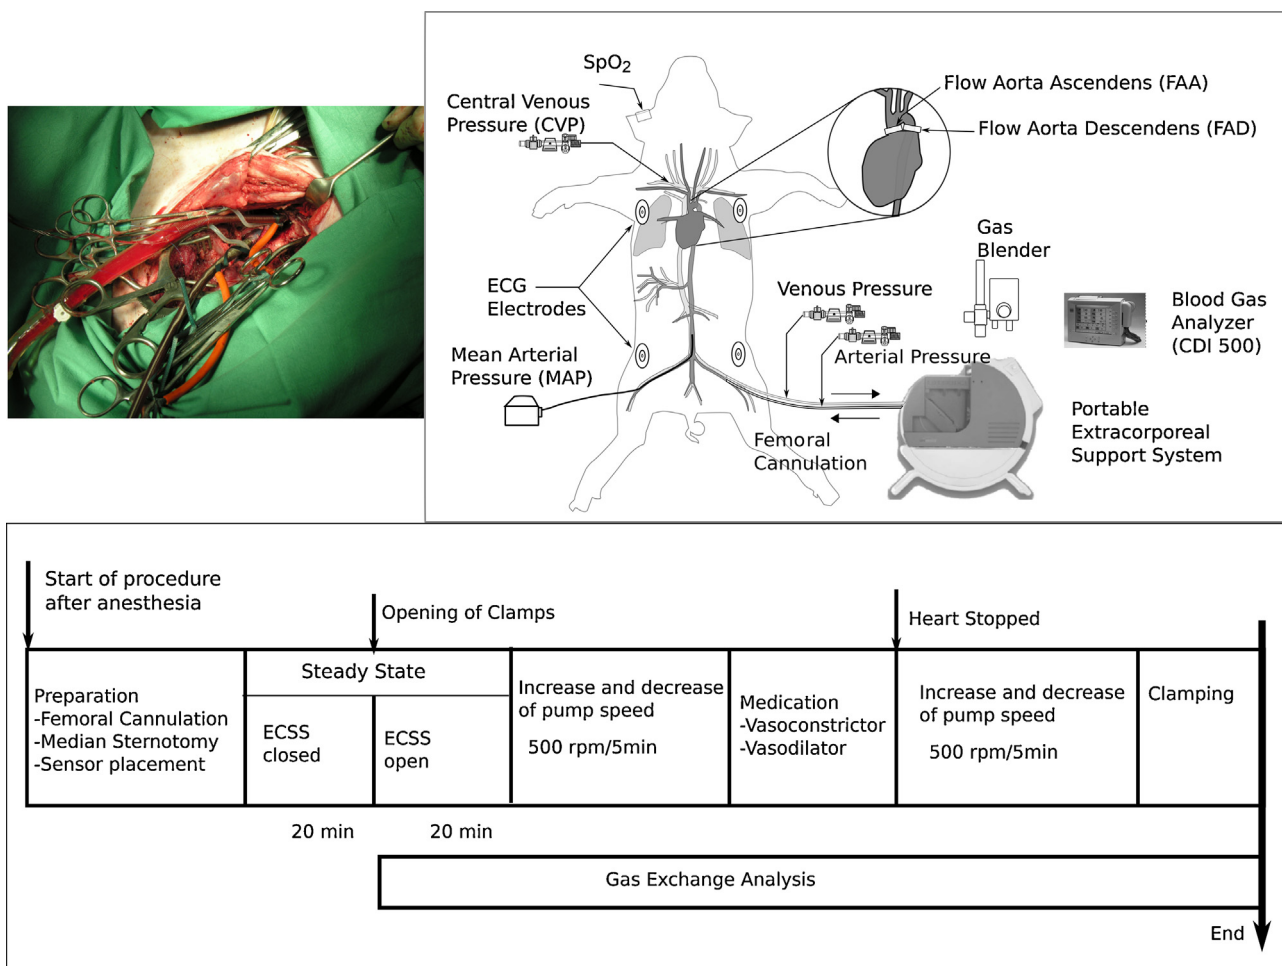 SpO2
Central Venous
Pressure (CVP)
Flow Aorta Ascendens (FAA)
Flow Aorta Descendens (FAD)
ECG
Electrodes
Mean Arterial
Pressure (MAP)
Venous Pressure
Arterial Pressure
Femoral
Cannulation
Gas
Blender
Blood Gas
Analyzer
(CDI 500)
Portable
Extracorporeal
Support System
Start of procedure
after anesthesia
Opening of Clamps
Heart Stopped
Preparation
-Femoral Cannulation
-Median Sternotomy
-Sensor placement
Steady State
ECSS
closed
ECSS
open
Increase and decrease
of pump speed
500 rpm/5min
Medication
-Vasoconstrictor
-Vasodilator
Increase and decrease
of pump speed
500 rpm/5min
Clamping
20 min
20 min
Gas Exchange Analysis
End